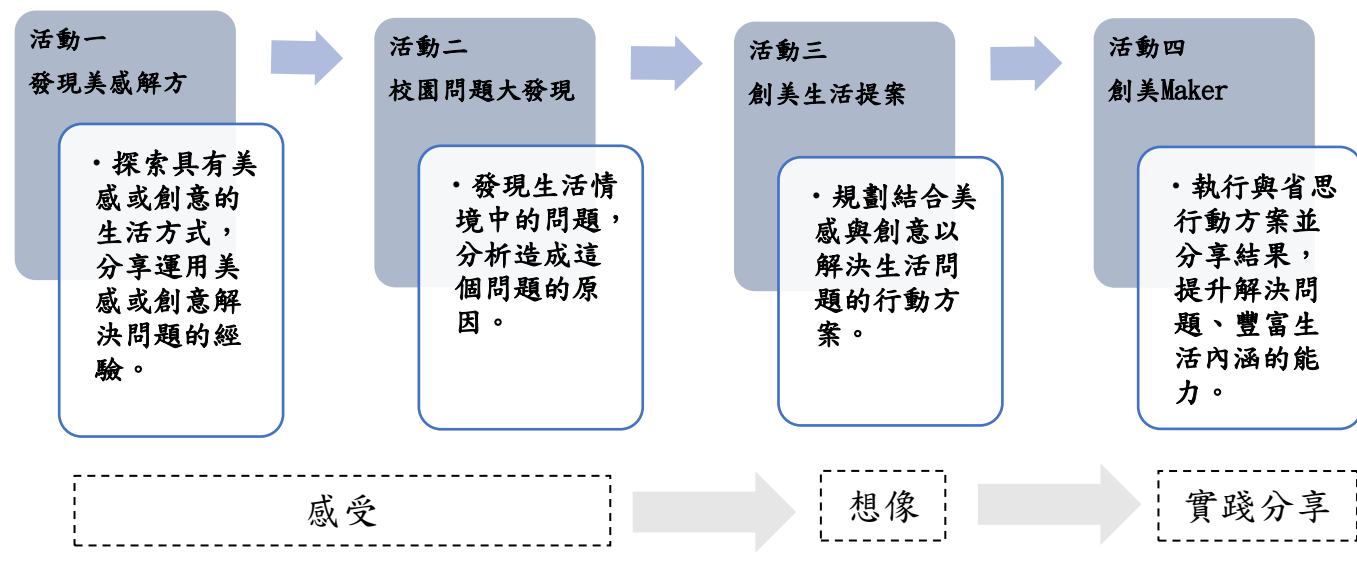 活動一
發現美感解方
・探索具有美
感或創意的
生活方式，
分享運用美
感或創意解
決問題的經
驗。
活動二
校園問題大發現
・發現生活情
境中的問題，
分析造成這
個問題的原
因。
活動三
創美生活提案
・規劃結合美
感與創意以
解決生活問
題的行動方
案。
活動四
創美Maker
・執行與省思
行動方案並
分享結果，
提升解決問
題、豐富生
活內涵的能
力。
感受
想像
實踐分享